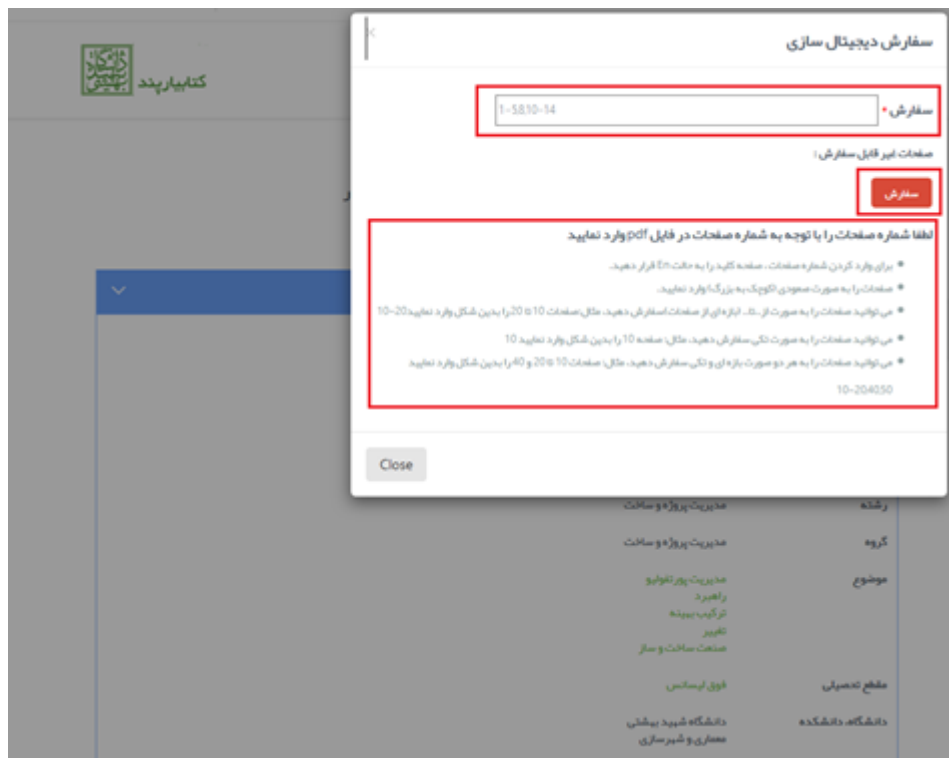 سفارش دیجیتال سازی
×
کتابیار پند
سفارش *
1-5,8,10-14
صفحات غیر قابل سفارش :
سفارش
لطفا شماره صفحات را با توجه به شماره صفحات در فایل pdf وارد نمایید
برای وارد کردن شماره صفحات، صفحه کلید را به حالت En قرار دهید.
صفحات را به صورت صعودی (کوچک به بزرگ) وارد نمایید.
می توانید صفحات را به صورت از..تا.. (بازه ای از صفحات) سفارش دهید، مثال: صفحات 10 تا 20 را بدین شکل وارد نمایید 20-10
می توانید صفحات را به صورت تکی سفارش دهید، مثال: صفحه 10 را بدین شکل وارد نمایید 10
می توانید صفحات را به هر دو صورت بازه ای و تکی سفارش دهید، مثال: صفحات 10 تا 20 و 40 را بدین شکل وارد نمایید
10-20,40,50
Close
رشته مدیریت پروژه و ساخت
گروه مدیریت پروژه و ساخت
موضوع مدیریت پورتفولیو
راهبرد
ترکیب بهینه
تغییر
صنعت ساخت و ساز
مقطع تحصیلی فوق لیسانس
دانشگاه، دانشکده دانشگاه شهید بهشتی
معماری و شهرسازی